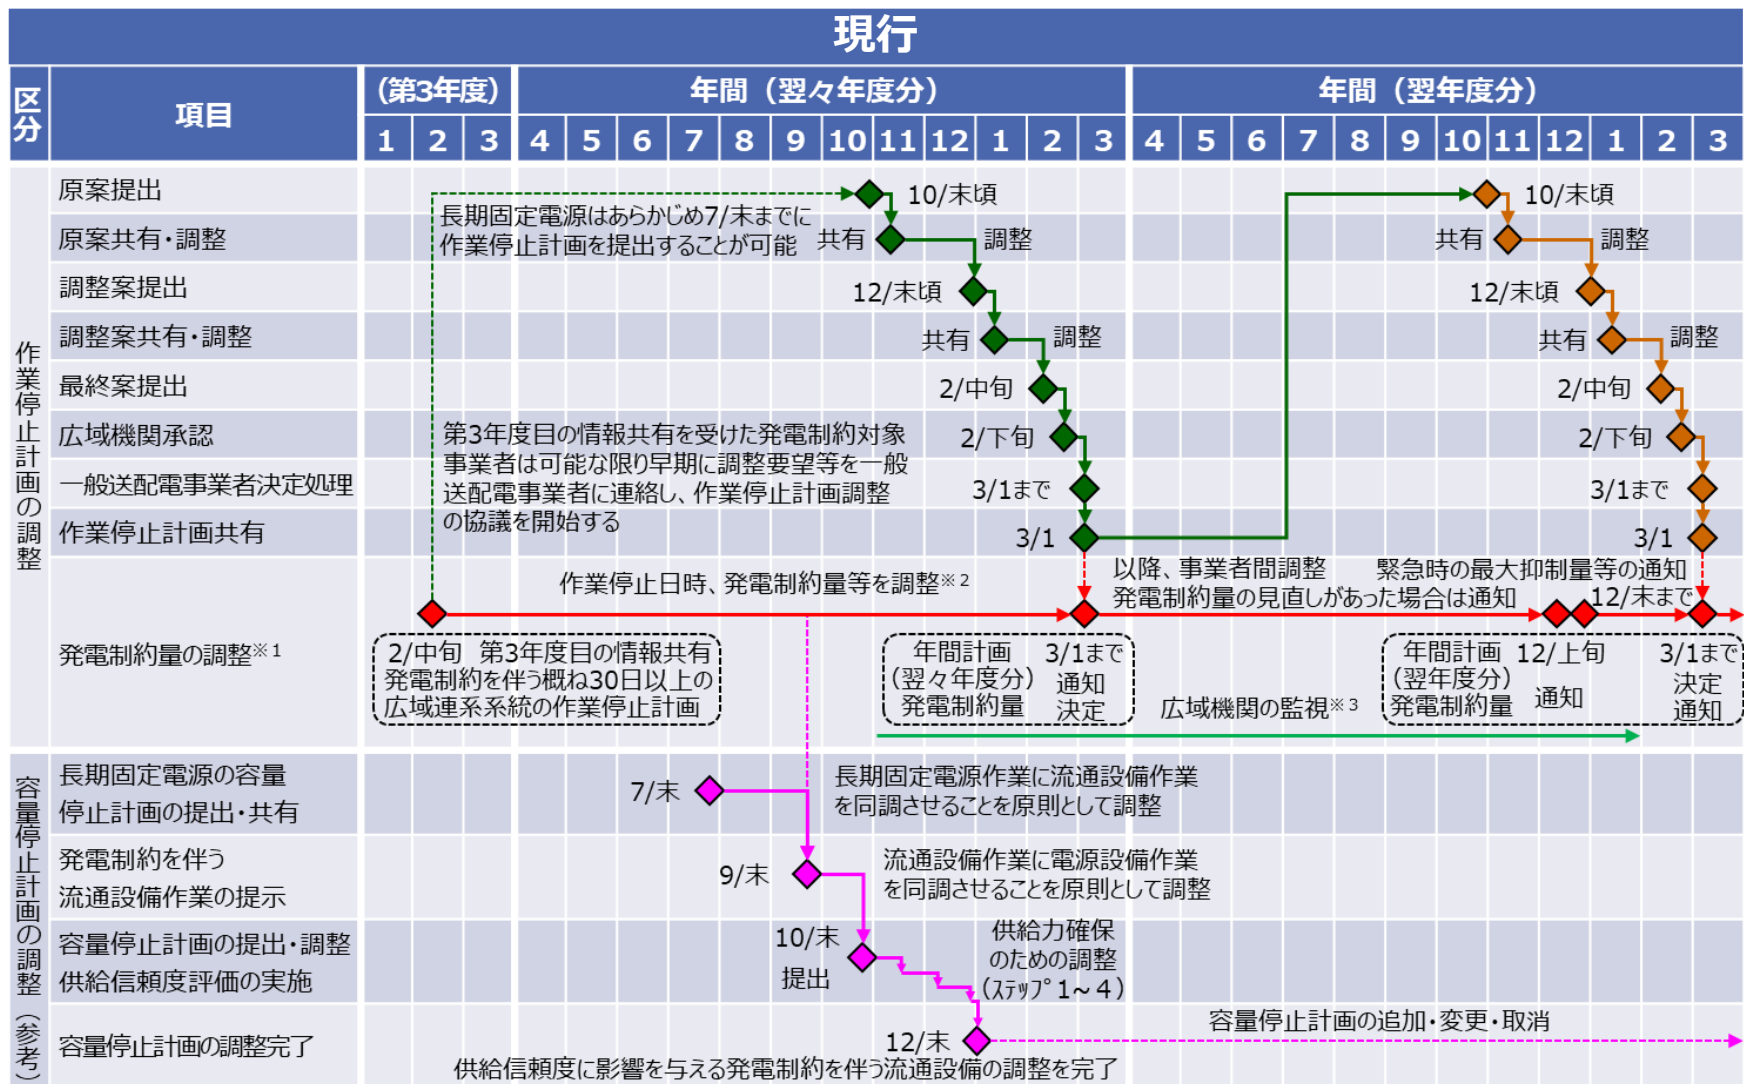 現行
区分
項目
（第3年度）
年間（翌々年度分）
年間（翌年度分）
1 2 3 4 5 6 7 8 9 10 11 12 1 2 3 4 5 6 7 8 9 10 11 12 1 2 3
作業停止計画の調整
原案提出
10/末頃
10/末頃
長期固定電源はあらかじめ7/末までに
作業停止計画を提出することが可能
原案共有・調整
共有
調整
共有
調整
調整案提出
12/末頃
12/末頃
調整案共有・調整
共有
調整
共有
調整
最終案提出
2/中旬
2/中旬
広域機関承認
2/下旬
2/下旬
第3年度目の情報共有を受けた発電制約対象
事業者は可能な限り早期に調整要望等を一般
送配電事業者に連絡し、作業停止計画調整
の協議を開始する
一般送配電事業者決定処理
3/1まで
3/1まで
作業停止計画共有
3/1
3/1
発電制約量の調整※1
作業停止日時、発電制約量等を調整※2
以降、事業者間調整
発電制約量の見直しがあった場合は通知
緊急時の最大抑制量等の通知
12/末まで
2/中旬 第3年度目の情報共有
発電制約を伴う概ね30日以上の
広域連系系統の作業停止計画
年間計画
（翌々年度分）
発電制約量
3/1まで
通知
決定
広域機関の監視※3
年間計画
（翌年度分）
発電制約量
12/上旬
通知
3/1まで
決定
通知
容量停止計画の調整（参考）
長期固定電源の容量
停止計画の提出・共有
7/末
長期固定電源作業に流通設備作業
を同調させることを原則として調整
発電制約を伴う
流通設備作業の提示
9/末
流通設備作業に電源設備作業
を同調させることを原則として調整
容量停止計画の提出・調整
供給信頼度評価の実施
10/末
提出
供給力確保
のための調整
（ｽﾃｯﾌﾟ1～4）
容量停止計画の調整完了
12/末
容量停止計画の追加・変更・取消
供給信頼度に影響を与える発電制約を伴う流通設備の調整を完了